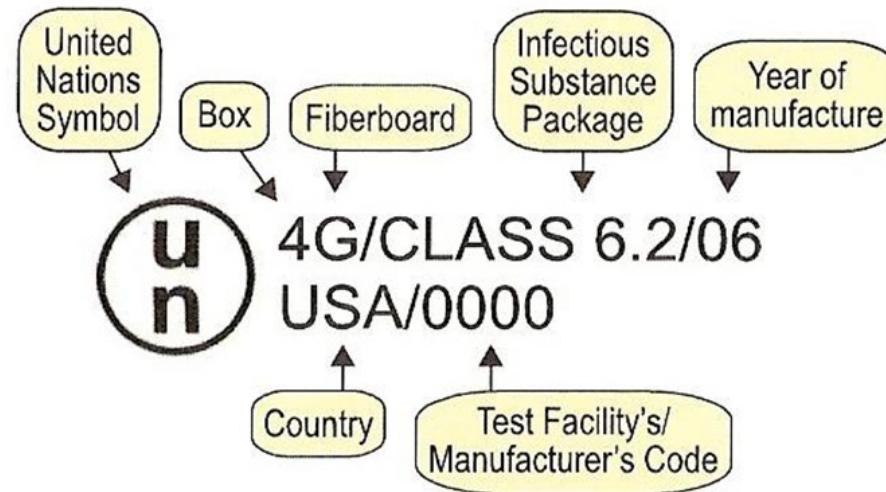 United
Nations
Symbol
Box
Fiberboard
Infectious
Substance
Package
Year of
manufacture
un
4G/CLASS 6.2/06
USA/0000
Country
Test Facility's/
Manufacturer's Code